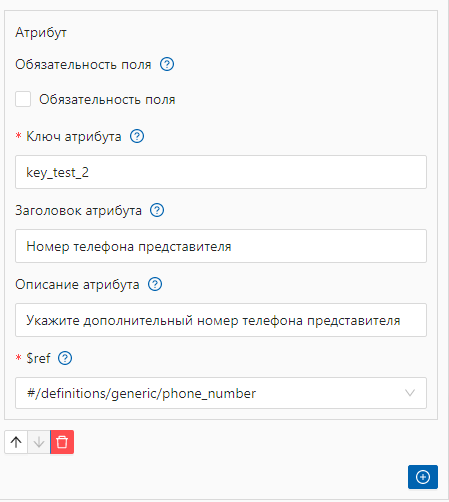 Атрибут
Обязательность поля
Обязательность поля
* Ключ атрибута
key_test_2
Заголовок атрибута
Номер телефона представителя
Описание атрибута
Укажите дополнительный номер телефона представителя
* $ref
#/definitions/generic/phone_number